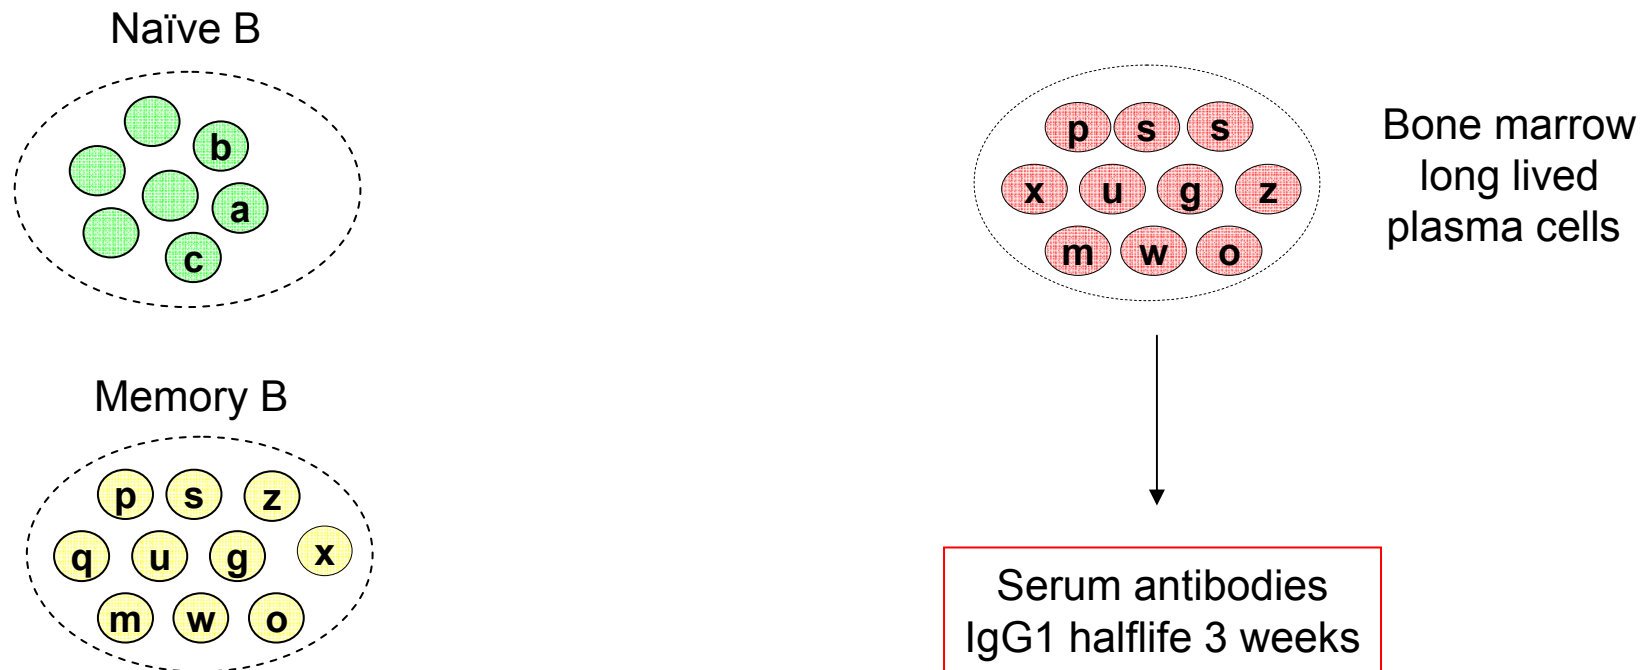 Naïve B
b
a
c
Memory B
p s z
q u g x
m w o
p s s
x u g z
m w o
Bone marrow
long lived
plasma cells
Serum antibodies
IgG1 halflife 3 weeks